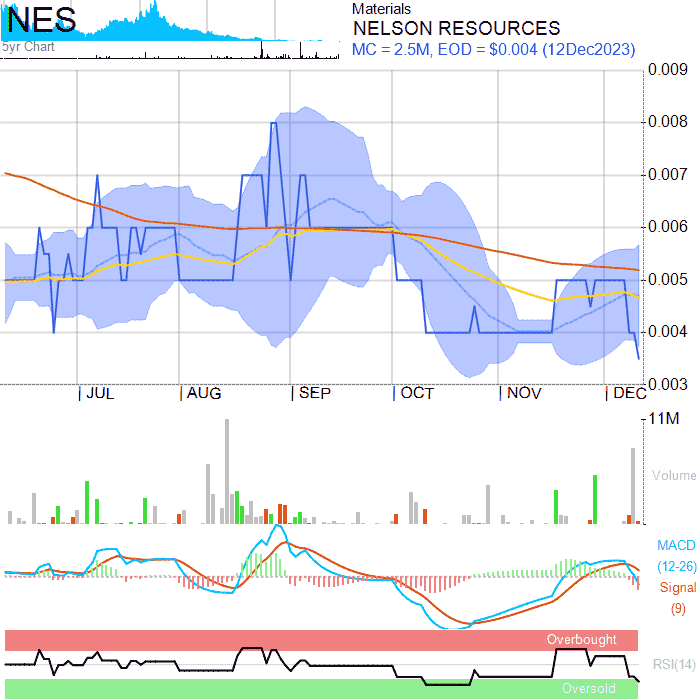 NES
5yr Chart
Materials
NELSON RESOURCES
MC = 2.5M, EOD = $0.004 (12Dec2023)
0.009
0.008
0.007
0.006
0.005
0.004
0.003
JUL AUG SEP OCT NOV DEC
11M
Volume
MACD
(12-26)
Signal
(9)
Overbought
RSI(14)
Oversold